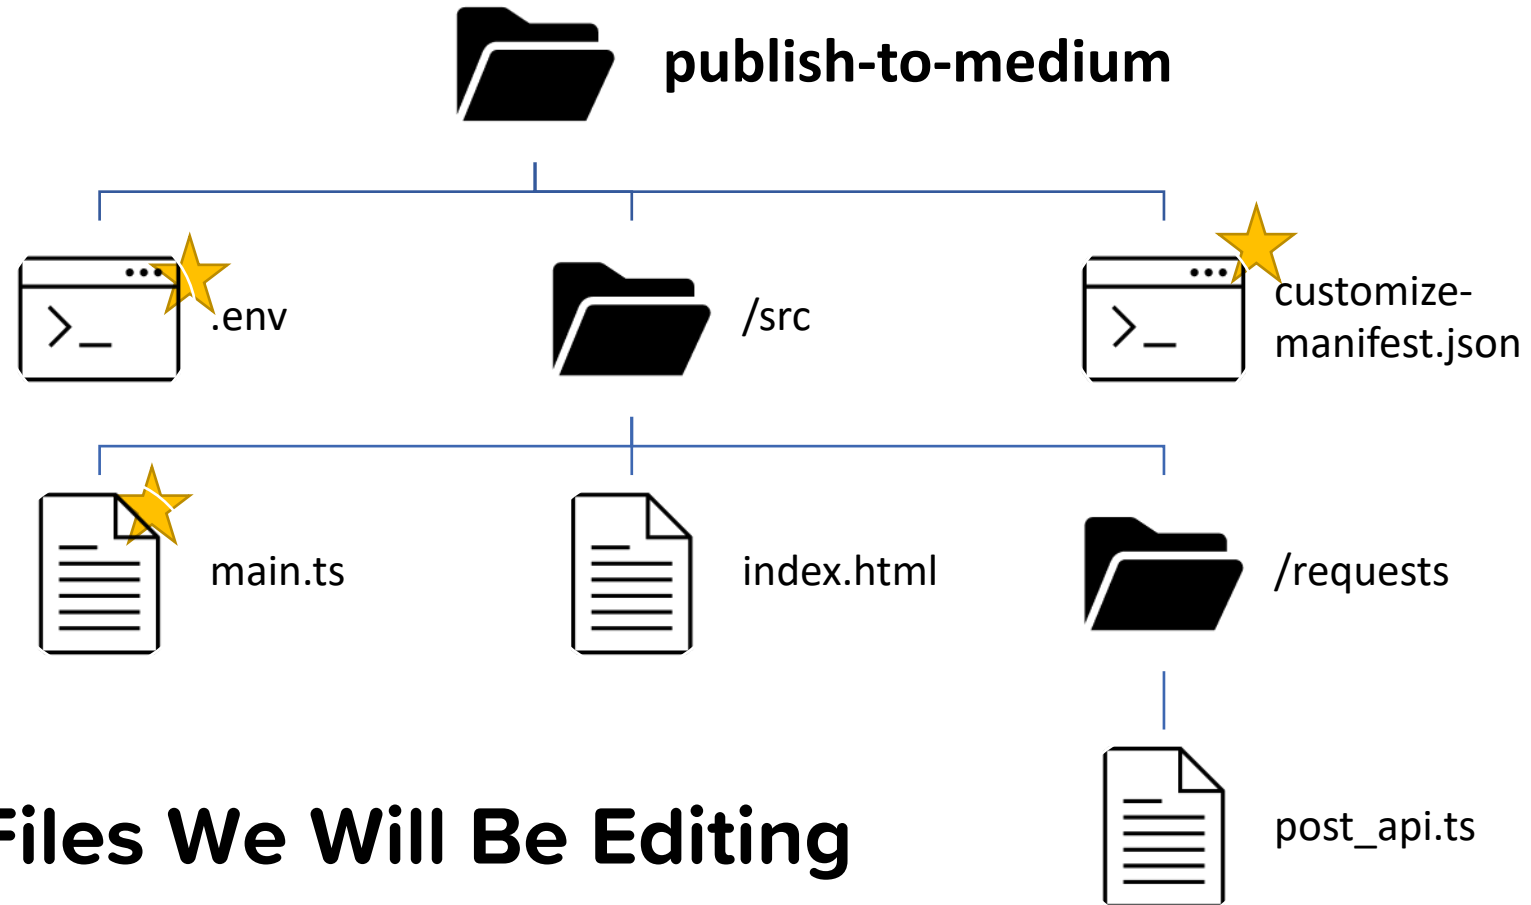 publish-to-medium
.env
/src
customize-
manifest.json
main.ts
index.html
/requests
post_api.ts
Files We Will Be Editing